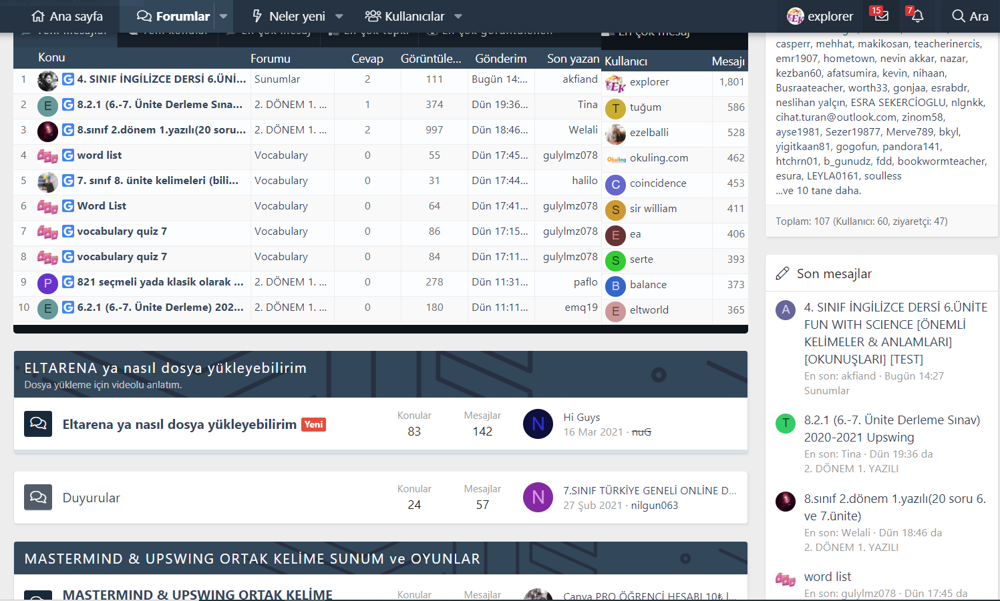 Ana sayfa
Forumlar
Neler yeni
Kullanıcılar
explorer
15
7
Ara
Yeni mesajlar
Yeni konular
En çok mesaj
En çok tepki
En çok görüntülenen
En çok mesaj
Konu Forumu Cevap Görüntüle... Gönderim Son yazan
1 4. SINIF İNGİLİZCE DERSİ 6.ÜNİ... Sunumlar 2 111 Bugün 14:... akfiand
2 E 8.2.1 (6.-7. Ünite Derleme Sına... 2. DÖNEM 1. ... 1 374 Dün 19:36... Tina
3 8.sınıf 2.dönem 1.yazılı(20 soru... 2. DÖNEM 1. ... 2 997 Dün 18:46... Welali
4 word list Vocabulary 0 55 Dün 17:45... gulylmz078
5 7. sınıf 8. ünite kelimeleri (bili... Vocabulary 0 31 Dün 17:44... halilo
6 Word List Vocabulary 0 64 Dün 17:41... gulylmz078
7 vocabulary quiz 7 Vocabulary 0 86 Dün 17:15... gulylmz078
8 vocabulary quiz 7 Vocabulary 0 84 Dün 17:11... gulylmz078
9 P 821 seçmeli yada klasik olarak ... 2. DÖNEM 1. ... 0 278 Dün 11:31... paflo
10 E 6.2.1 (6.-7. Ünite Derleme) 202... 2. DÖNEM 1. ... 0 180 Dün 11:11... emq19
Kullanıcı Mesajı
explorer 1,801
T tuğum 586
ezelballi 528
okuling.com 462
C coincidence 453
S sir william 411
E ea 406
S serte 393
B balance 373
E eltworld 365
casperr, mehhat, makikosan, teacherinercis,
emr1907, hometown, nevin akkar, nazar,
kezban60, afatsumira, kevin, nihaan,
Busraateacher, worth33, gonjaa, esrabdr,
neslihan yalçın, ESRA SEKERCİOGLU, nlgnkk,
cihat.turan@outlook.com, zinom58,
ayse1981, Sezer19877, Merve789, bkyl,
yigitkaan81, gogofun, pandora141,
htchrn01, b_gunudz, fdd, bookwormteacher,
esura, LEYLA0161, soulless
...ve 10 tane daha.
Toplam: 107 (Kullanıcı: 60, ziyaretçi: 47)
ELTARENA ya nasıl dosya yükleyebilirim
Dosya yükleme için videolu anlatım.
Eltarena ya nasıl dosya yükleyebilirim Yeni
Konular
83
Mesajlar
142
N
Hi Guys
16 Mar 2021 · nuG
Duyurular
Konular
24
Mesajlar
57
N
7.SINIF TÜRKİYE GENELİ ONLİNE D...
27 Şub 2021 · nilgun063
MASTERMIND & UPSWING ORTAK KELİME SUNUM ve OYUNLAR
MASTERMIND & UPSWING ORTAK KELİME
Konular
Mesajlar
Canva PRO ÖĞRENCİ HESABI 10₺ l...
Son mesajlar
A
4. SINIF İNGİLİZCE DERSİ 6.ÜNİTE
FUN WITH SCIENCE [ÖNEMLİ
KELİMELER & ANLAMLARI]
[OKUNUŞLARI] [TEST]
En son: akfiand · Bugün 14:27
Sunumlar
T
8.2.1 (6.-7. Ünite Derleme Sınav)
2020-2021 Upswing
En son: Tina · Dün 19:36 da
2. DÖNEM 1. YAZILI
8.sınıf 2.dönem 1.yazılı(20 soru 6.
ve 7.ünite)
En son: Welali · Dün 18:46 da
2. DÖNEM 1. YAZILI
word list
En son: gulylmz078 · Dün 17:45 da